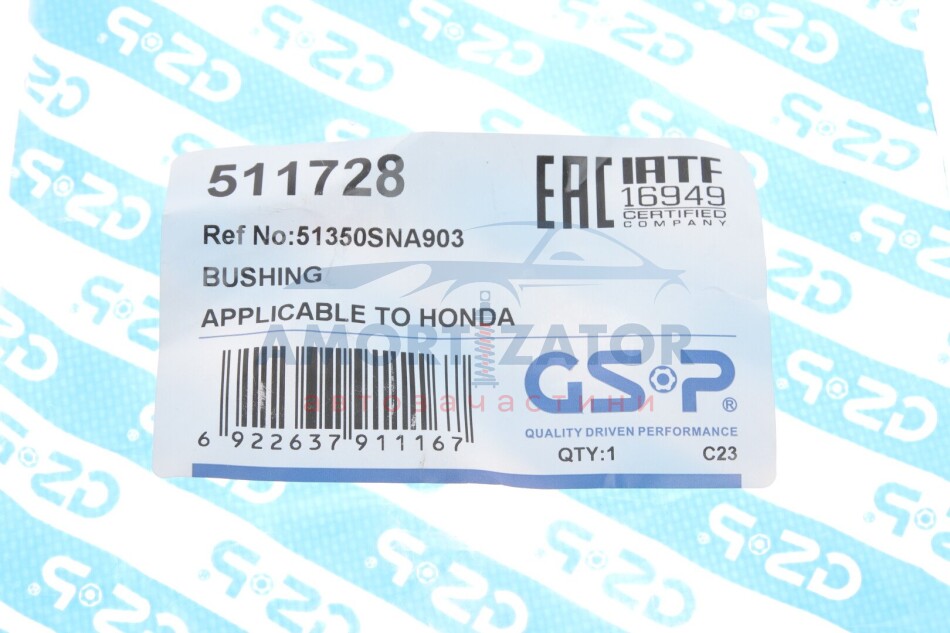 511728
EAC
IATF
16949
CERTIFIED
COMPANY
Ref No:51350SNA903
BUSHING
APPLICABLE TO HONDA
AMORTIZATOR
автозапчастини
6 922637 911167
GSP®
QUALITY DRIVEN PERFORMANCE
QTY:1 C23